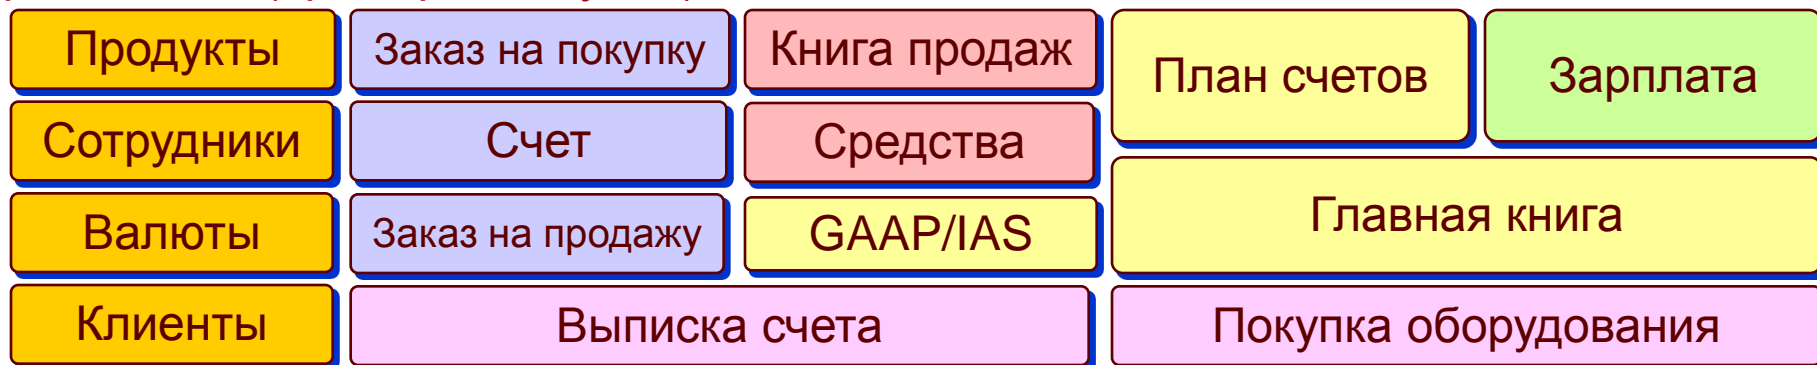 Продукты
Заказ на покупку
Книга продаж
План счетов
Зарплата
Сотрудники
Счет
Средства
Валюты
Заказ на продажу
GAAP/IAS
Главная книга
Клиенты
Выписка счета
Покупка оборудования